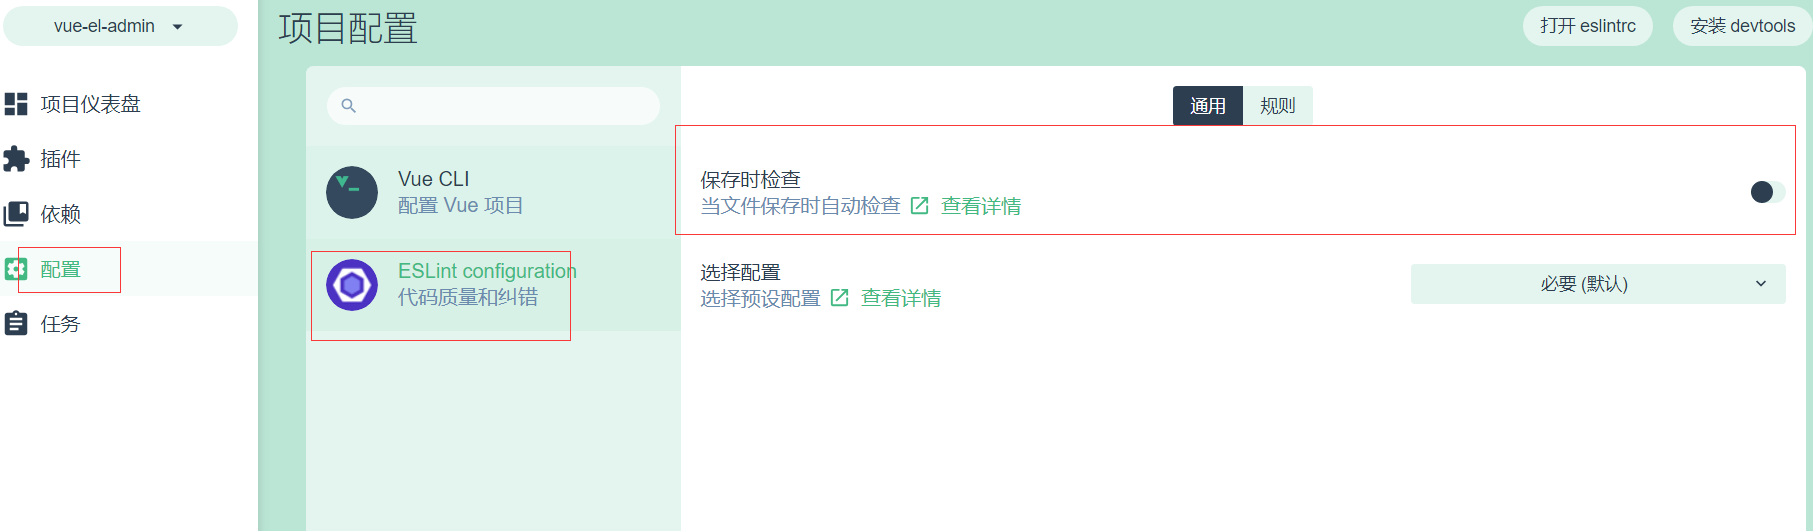 vue-el-admin
项目配置
打开 eslintrc
安装 devtools
项目仪表盘
插件
依赖
配置
任务
Vue CLI
配置 Vue 项目
ESLint configuration
代码质量和纠错
通用
规则
保存时检查
当文件保存时自动检查 查看详情
选择配置
选择预设配置 查看详情
必要 (默认)